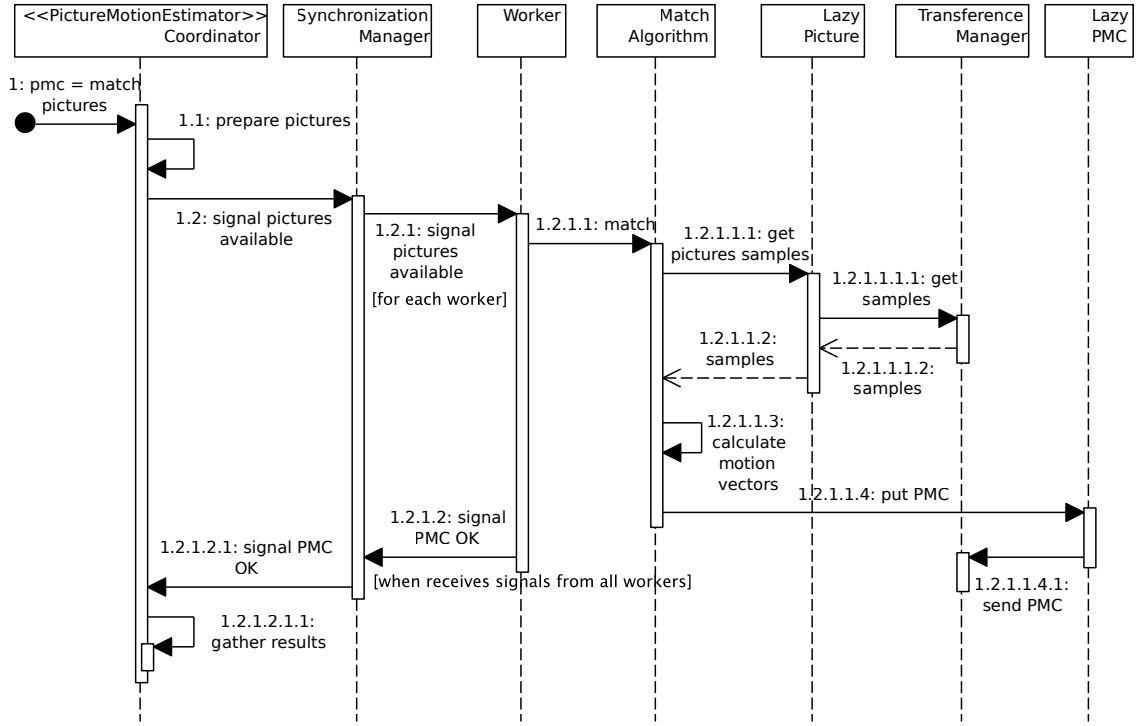 <<PictureMotionEstimator>>
Coordinator
Synchronization
Manager
Worker
Match
Algorithm
Lazy
Picture
Transference
Manager
Lazy
PMC
1: pmc = match
pictures
1.1: prepare pictures
1.2: signal pictures
available
1.2.1: signal
pictures
available
[for each worker]
1.2.1.1: match
1.2.1.1.1: get
pictures samples
1.2.1.1.1.1: get
samples
1.2.1.1.2:
samples
1.2.1.1.1.2:
samples
1.2.1.1.3:
calculate
motion
vectors
1.2.1.1.4: put PMC
1.2.1.2: signal
PMC OK
1.2.1.2.1: signal PMC
OK
[when receives signals from all workers]
1.2.1.1.4.1:
send PMC
1.2.1.2.1.1:
gather results